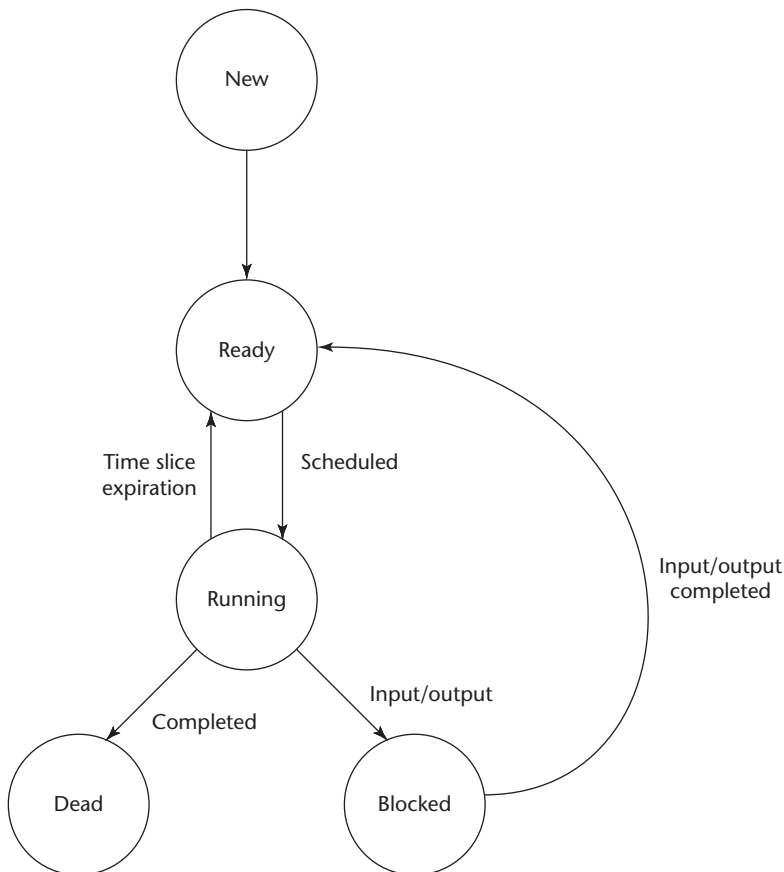 New
Ready
Time slice
expiration
Scheduled
Running
Input/output
completed
Completed
Input/output
Dead
Blocked